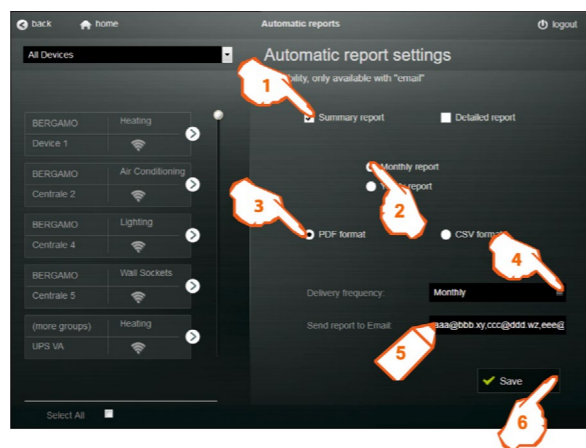 back home Automatic reports logout
All Devices
Automatic report settings
only available with "email"
1
Summary report Detailed report
BERGAMO Heating
Device 1
Monthly report
report
BERGAMO Air Conditioning
Centrale 2
2
3
BERGAMO Lighting
Centrale 4
PDF format CSV format
4
BERGAMO Wall Sockets
Centrale 5
Delivery frequency: Monthly
(more groups) Heating
UPS VA
Send report to Email: aaa@bbb.xy,ccc@ddd.wz,eee@
5
Save
6
Select All